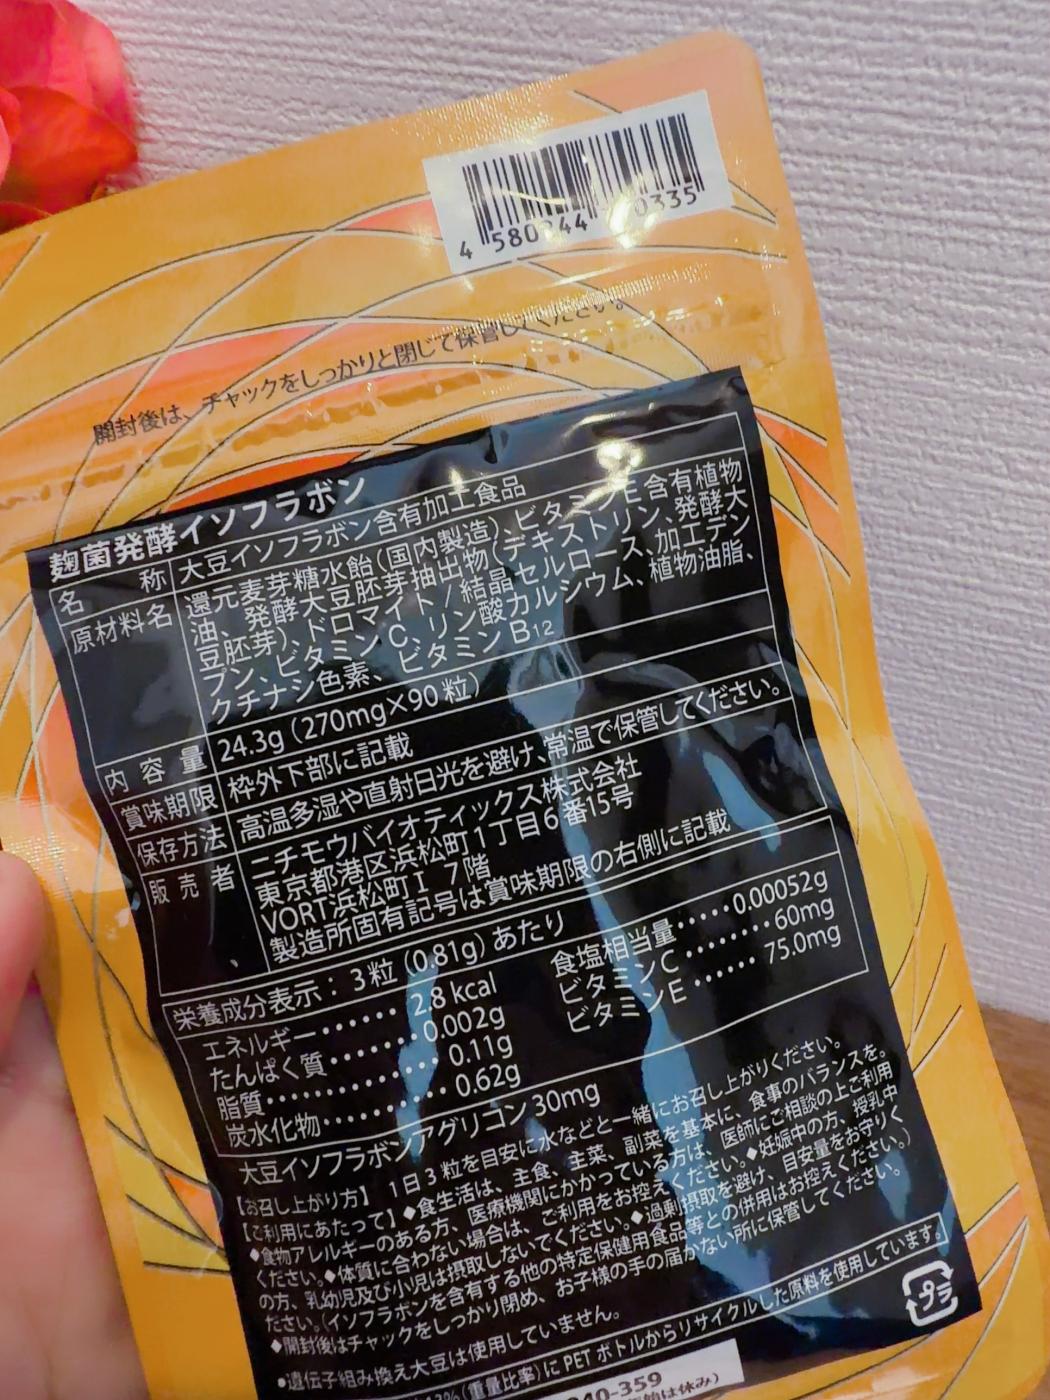 4 580 44 0335
開封後は、チャックをしっかりと閉じて保管してください。
麹菌発酵イソフラボン
名称 大豆イソフラボン含有加工食品
原材料名 還元麦芽糖水飴(国内製造)、ビタミンE含有植物
油、発酵大豆胚芽抽出物(デキストリン、発酵大
豆胚芽)、ドロマイト/結晶セルロース、加工デン
プン、ビタミンC、リン酸カルシウム、植物油脂、
クチナシ色素、ビタミンB12
内容量 24.3g(270mg×90粒)
賞味期限 枠外下部に記載
保存方法 高温多湿や直射日光を避け、常温で保管してください。
販売者 ニチモウバイオティックス株式会社
東京都港区浜松町1丁目6番15号
VORT浜松町I 7階
製造所固有記号は賞味期限の右側に記載
栄養成分表示:3粒(0.81g)あたり
エネルギー‥‥‥2.8kcal
たんぱく質‥‥‥0.002g
脂質‥‥‥‥‥0.11g
炭水化物‥‥‥‥0.62g
食塩相当量‥‥0.00052g
ビタミンC‥‥‥‥60mg
ビタミンE‥‥‥75.0mg
大豆イソフラボンアグリコン30mg
【お召し上がり方】1日3粒を目安に水などと一緒にお召し上がりください。
【ご利用にあたって】◆食生活は、主食、主菜、副菜を基本に、食事のバランスを。
◆食物アレルギーのある方、医療機関にかかっている方は、医師にご相談の上ご利用
ください。◆体質に合わない場合は、ご利用をお控えください。◆妊娠中の方、授乳中
の方、乳幼児及び小児は摂取しないでください。◆過剰摂取を避け、目安量をお守りく
ださい。(イソフラボンを含有する他の特定保健用食品等との併用はお控えください。)
◆開封後はチャックをしっかり閉め、お子様の手の届かない所に保管してください。
•遺伝子組み換え大豆は使用していません。
(重量比率)にPETボトルからリサイクルした原料を使用しています。
プラ
040-359
は休み)